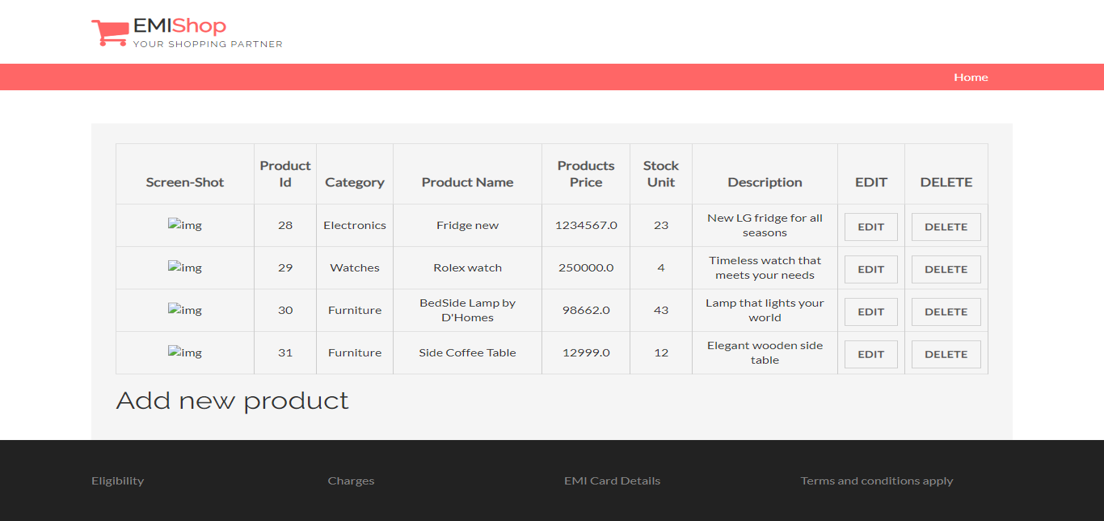 EMIShop
YOUR SHOPPING PARTNER
Home
Screen-Shot Product Id Category Product Name Products Price Stock Unit Description EDIT DELETE
img 28 Electronics Fridge new 1234567.0 23 New LG fridge for all seasons EDIT DELETE
img 29 Watches Rolex watch 250000.0 4 Timeless watch that meets your needs EDIT DELETE
img 30 Furniture BedSide Lamp by D'Homes 98662.0 43 Lamp that lights your world EDIT DELETE
img 31 Furniture Side Coffee Table 12999.0 12 Elegant wooden side table EDIT DELETE
Add new product
Eligibility Charges EMI Card Details Terms and conditions apply